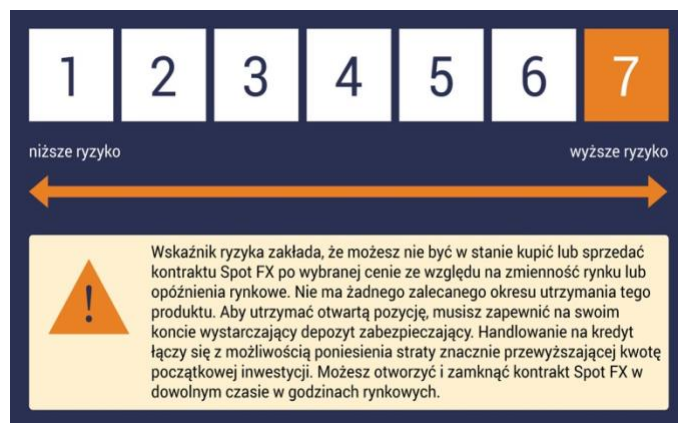 1 2 3 4 5 6 7
niższe ryzyko wyższe ryzyko
!
Wskaźnik ryzyka zakłada, że możesz nie być w stanie kupić lub sprzedać
kontraktu Spot FX po wybranej cenie ze względu na zmienność rynku lub
opóźnienia rynkowe. Nie ma żadnego zalecanego okresu utrzymania tego
produktu. Aby utrzymać otwartą pozycję, musisz zapewnić na swoim
koncie wystarczający depozyt zabezpieczający. Handlowanie na kredyt
łączy się z możliwością poniesienia straty znacznie przewyższającej kwotę
początkowej inwestycji. Możesz otworzyć i zamknąć kontrakt Spot FX w
dowolnym czasie w godzinach rynkowych.